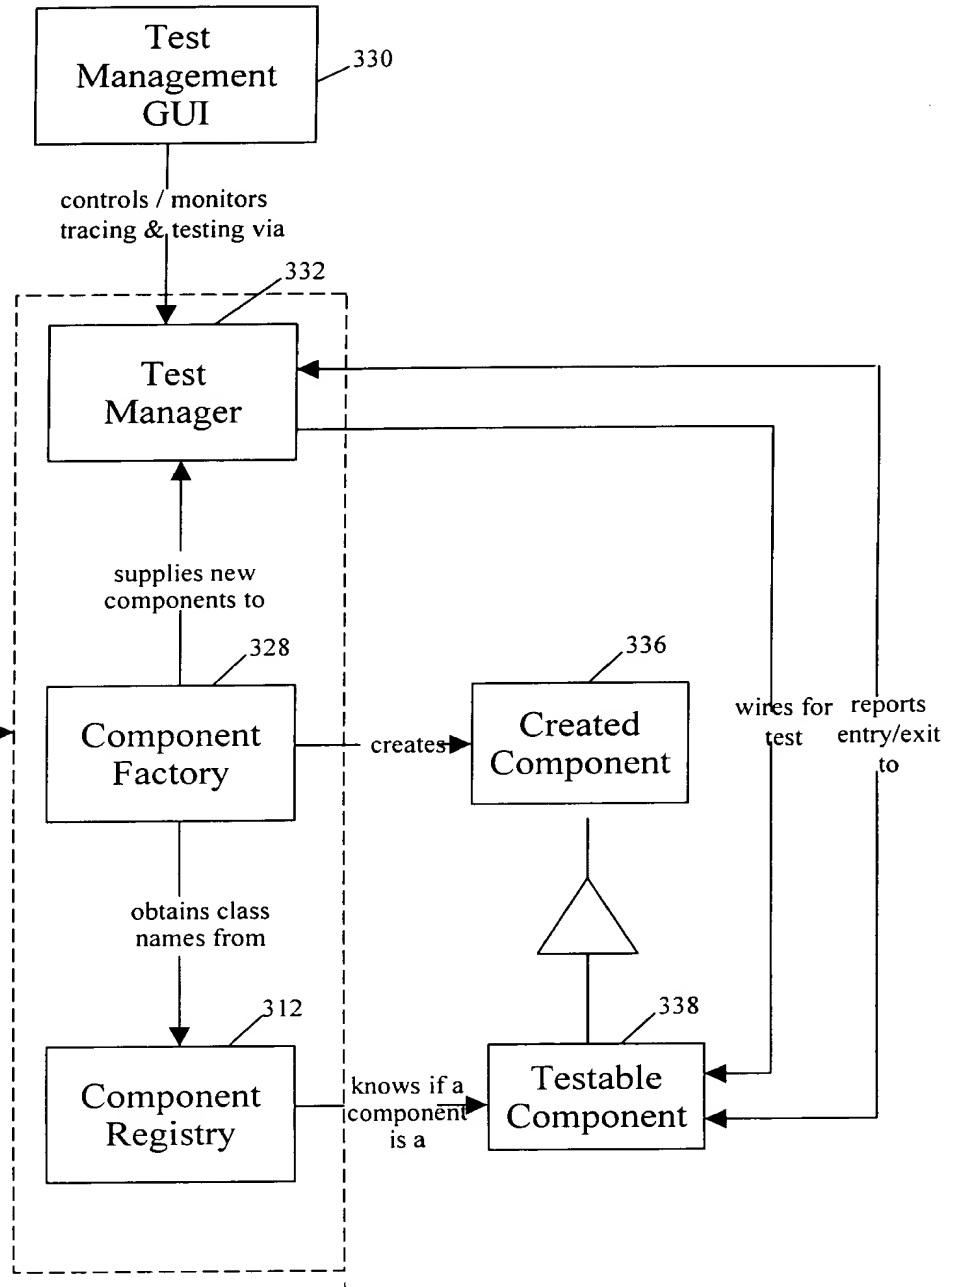 Test
Management
GUI
330
controls / monitors
tracing & testing via
332
Test
Manager
supplies new
components to
328
336
Component
Factory
creates
Created
Component
wires for
test
reports
entry/exit
to
obtains class
names from
312
338
Component
Registry
knows if a
component
is a
Testable
Component